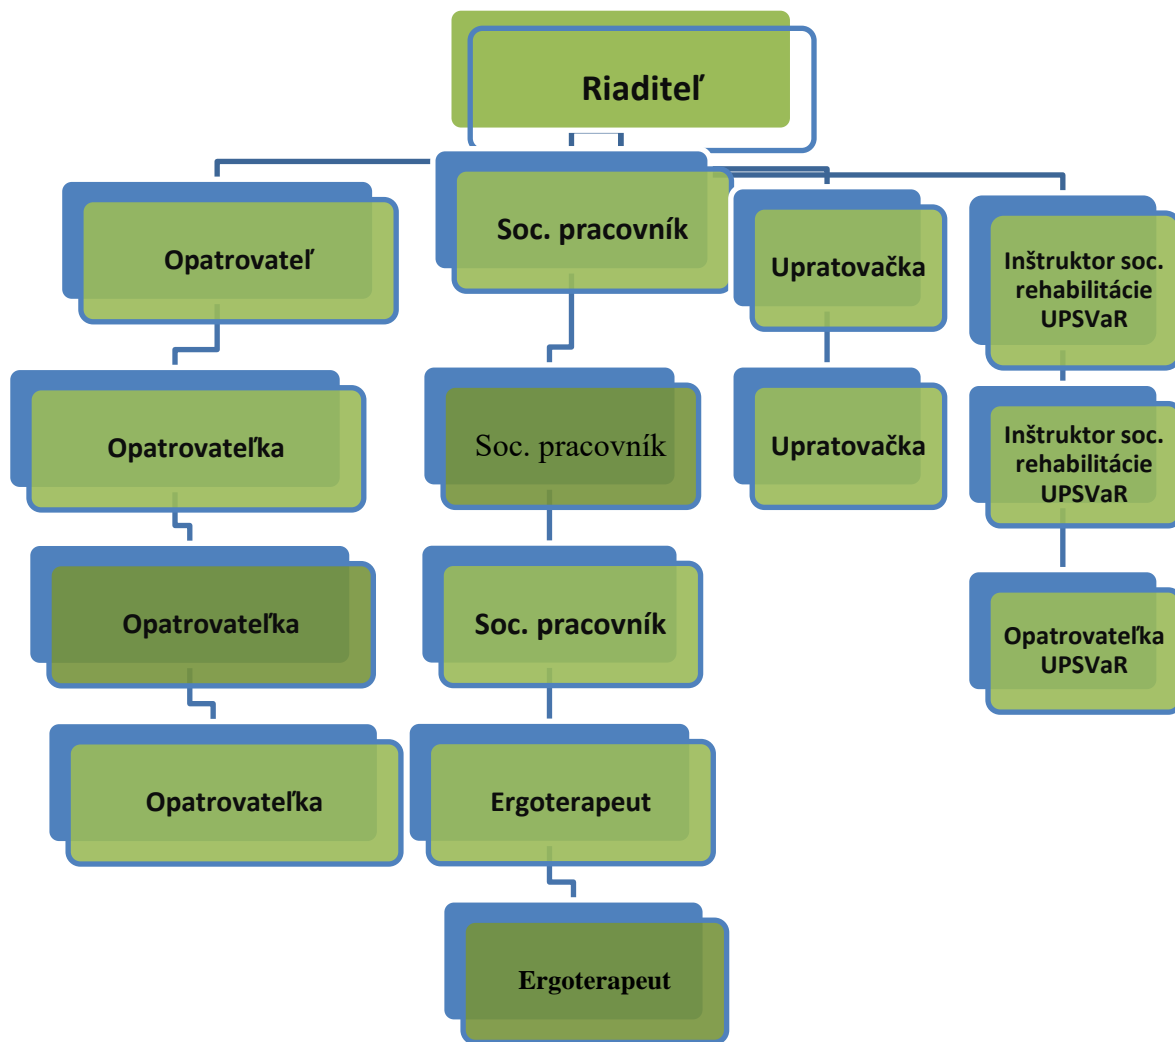 Riaditeľ
Opatrovateľ
Soc. pracovník
Upratovačka
Inštruktor soc.
rehabilitácie
UPSVaR
Opatrovateľka
Soc. pracovník
Upratovačka
Inštruktor soc.
rehabilitácie
UPSVaR
Opatrovateľka
Soc. pracovník
Opatrovateľka
UPSVaR
Opatrovateľka
Ergoterapeut
Ergoterapeut